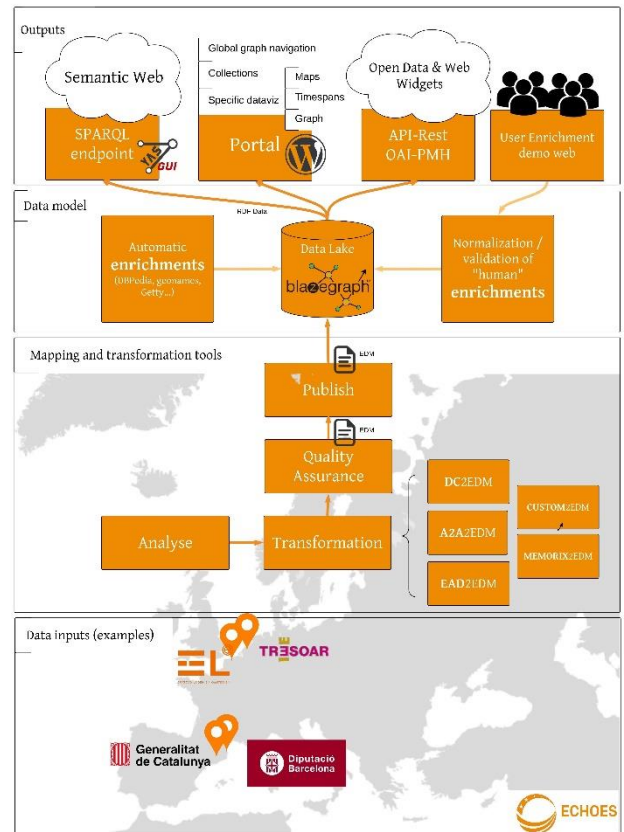 Outputs
Semantic Web
SPARQL
endpoint
YAS
GUI
Global graph navigation
Collections
Specific dataviz
Maps
Timespans
Graph
Portal
Open Data & Web
Widgets
API-Rest
OAI-PMH
User Enrichment
demo web
Data model
RDF Data
Automatic
enrichments
(DBPedia, geonames,
Getty...)
Data Lake
blazegraph
Normalization /
validation of
"human"
enrichments
Mapping and transformation tools
EDM
Publish
EDM
Quality
Assurance
Analyse
Transformation
DC2EDM
A2A2EDM
EAD2EDM
CUSTOM2EDM
MEMORIX2EDM
Data inputs (examples)
EEL
TRESOAR
Generalitat
de Catalunya
Diputació
Barcelona
ECHOES